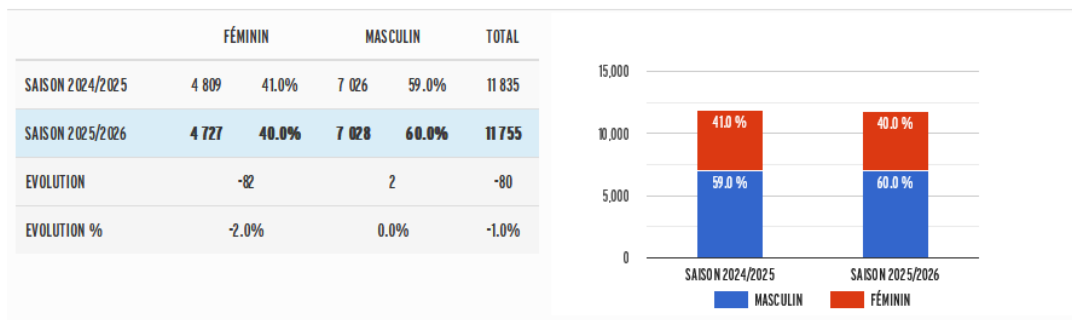 FÉMININ MASCULIN TOTAL
SAISON 2024/2025 4 809 41.0% 7 026 59.0% 11 835
SAISON 2025/2026 4 727 40.0% 7 028 60.0% 11 755
EVOLUTION -82 2 -80
EVOLUTION % -2.0% 0.0% -1.0%
15,000
10,000
5,000
0
41.0 %
59.0 %
40.0 %
60.0 %
SAISON 2024/2025 SAISON 2025/2026
MASCULIN FÉMININ